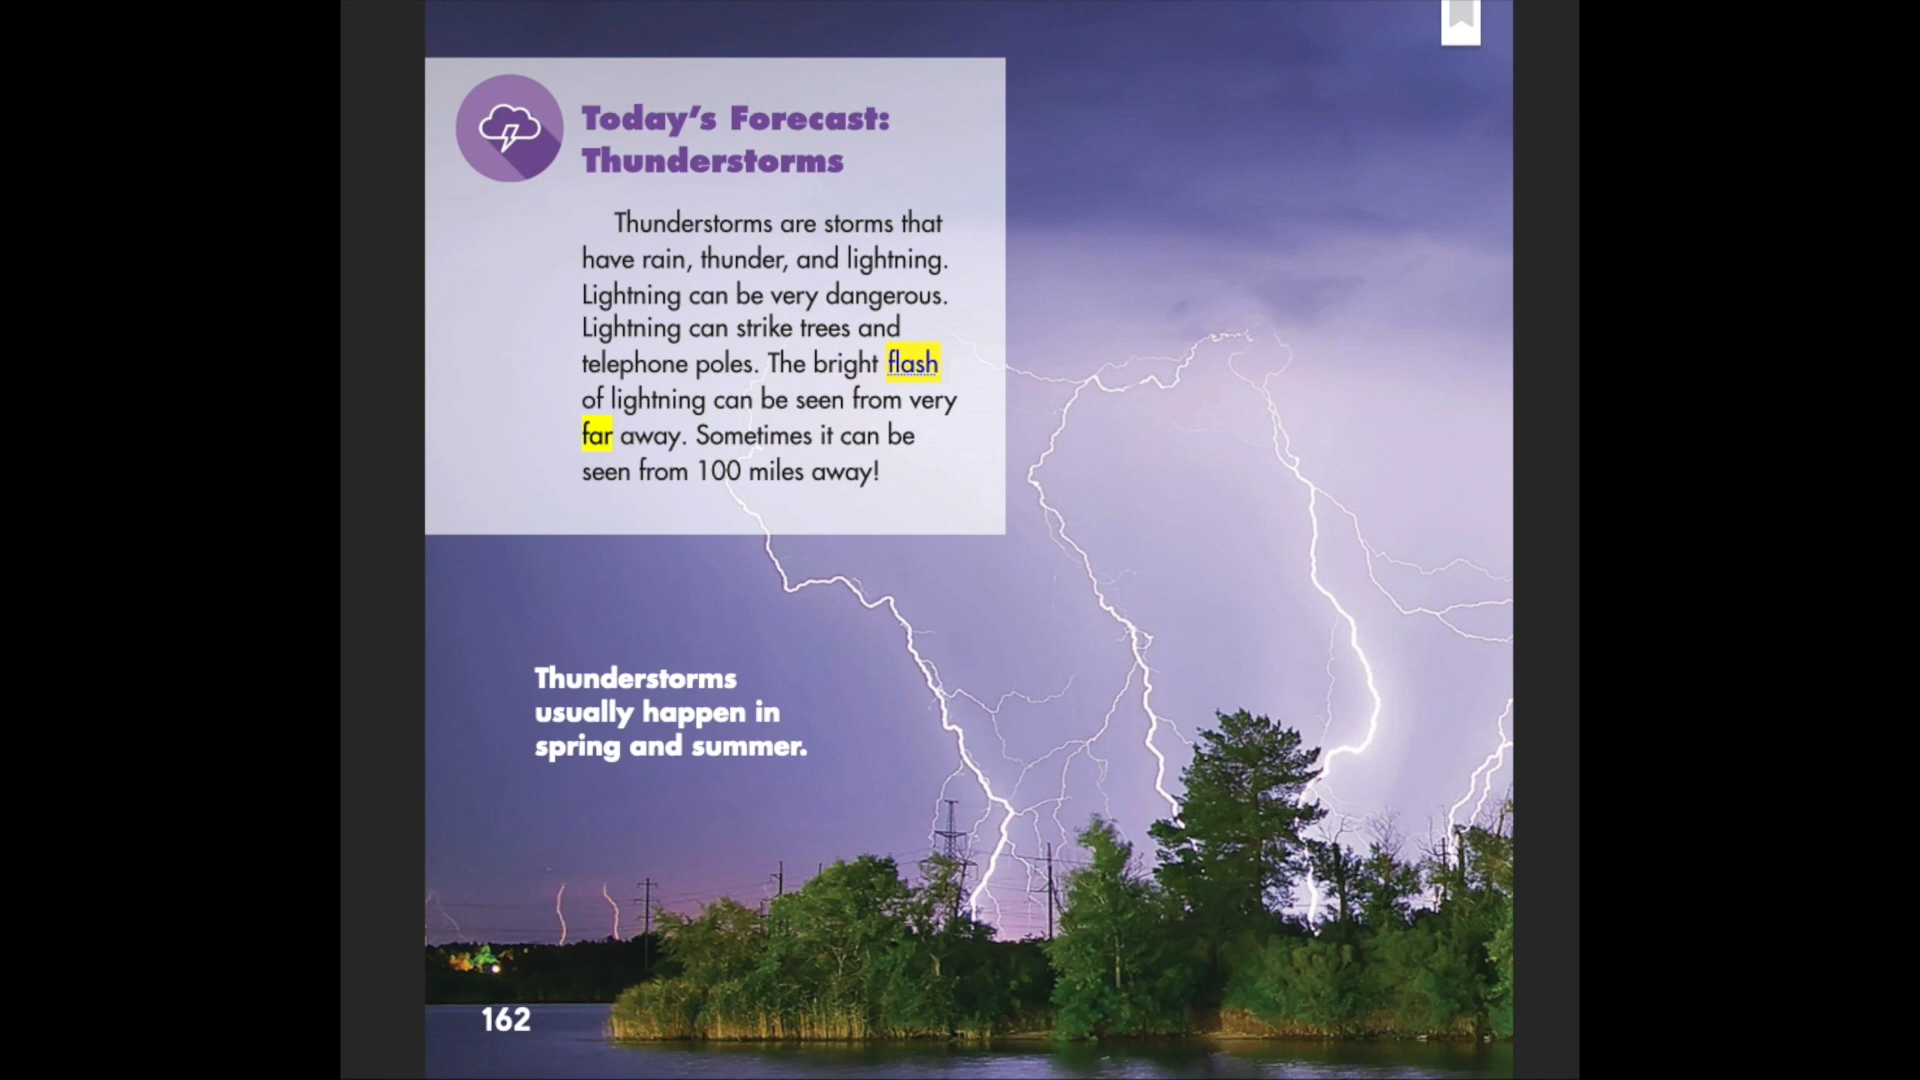 Today's Forecast:
Thunderstorms
Thunderstorms are storms that
have rain, thunder, and lightning.
Lightning can be very dangerous.
Lightning can strike trees and
telephone poles. The bright flash
of lightning can be seen from very
far away. Sometimes it can be
seen from 100 miles away!
Thunderstorms
usually happen in
spring and summer.
162